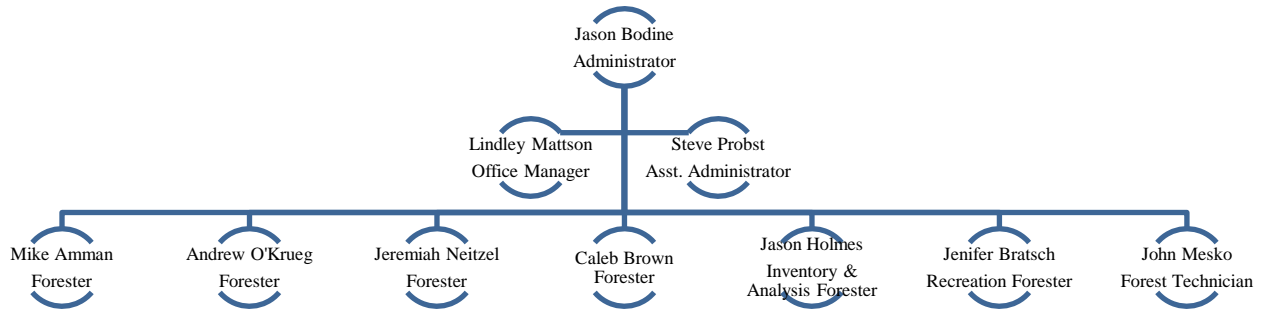 Jason Bodine
Administrator
Lindley Mattson
Office Manager
Steve Probst
Asst. Administrator
Mike Amman
Forester
Andrew O'Krueg
Forester
Jeremiah Neitzel
Forester
Caleb Brown
Forester
Jason Holmes
Inventory &
Analysis Forester
Jenifer Bratsch
Recreation Forester
John Mesko
Forest Technician